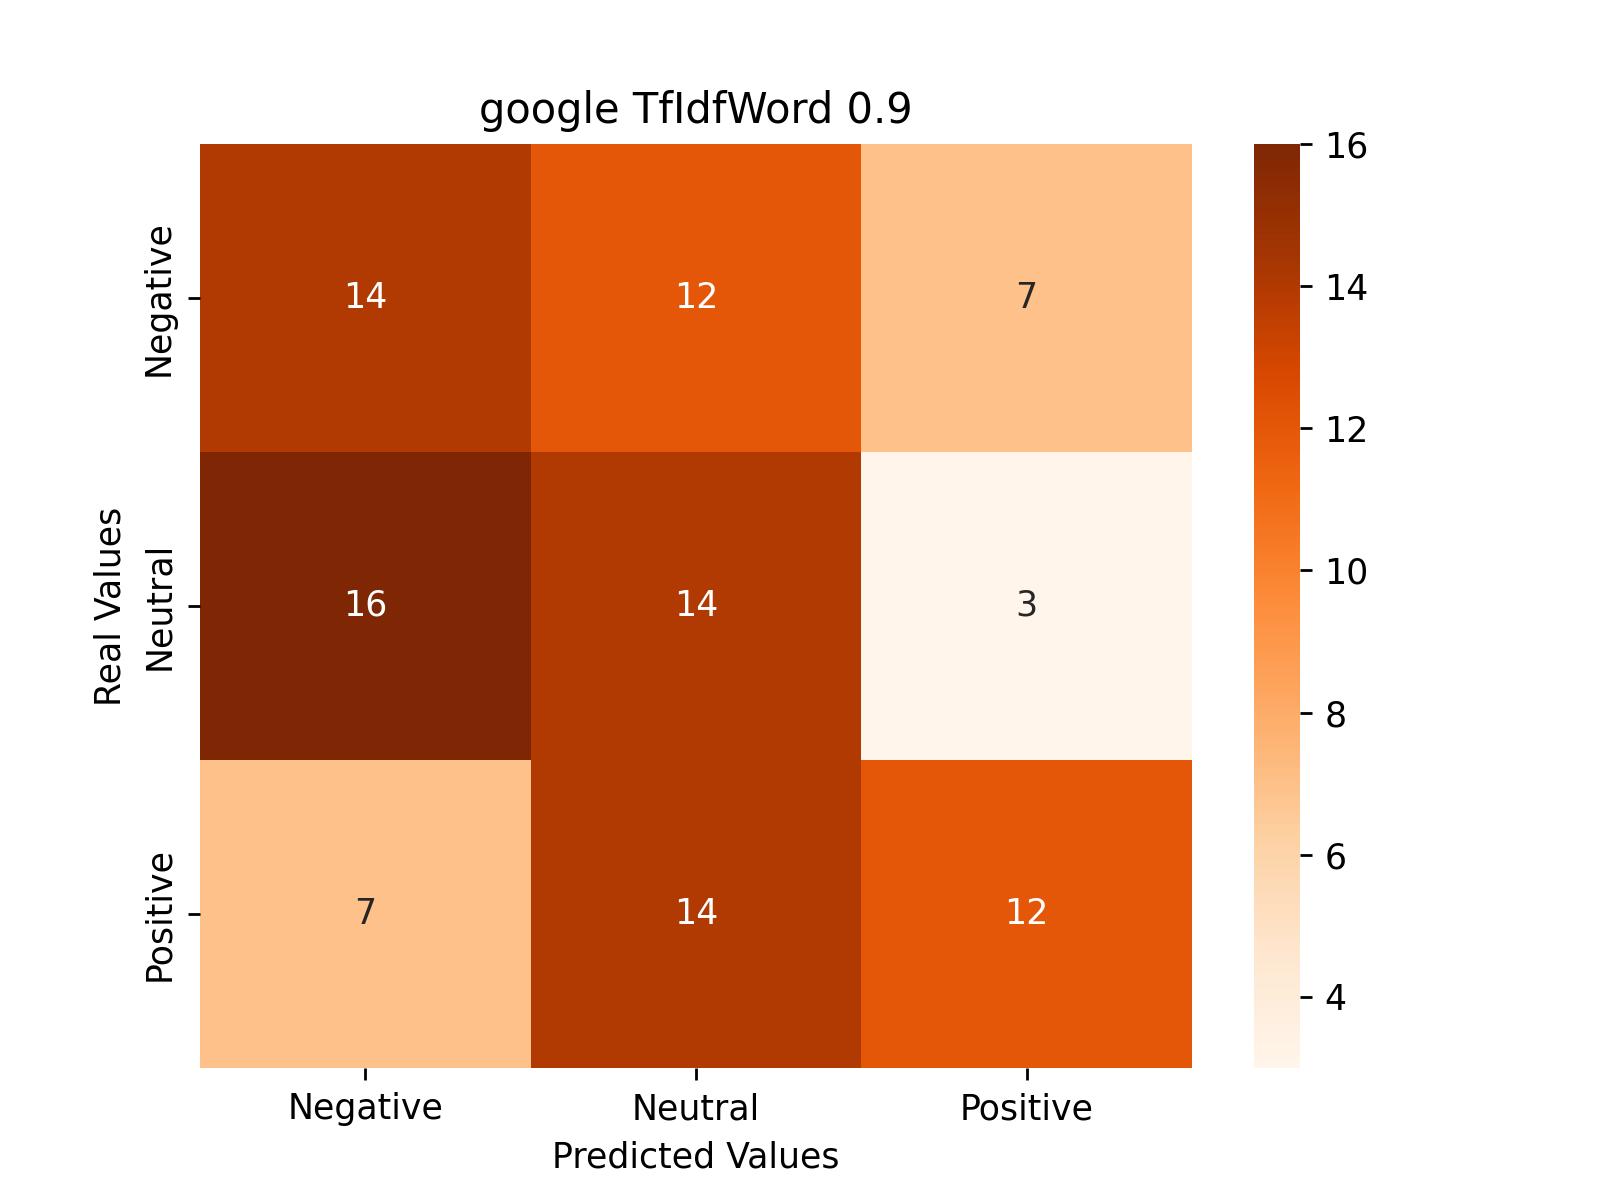 google TfIdfWord 0.9
Real Values
Negative
14 12 7
Neutral
16 14 3
Positive
7 14 12
Negative Neutral Positive
Predicted Values
16
14
12
10
8
6
4